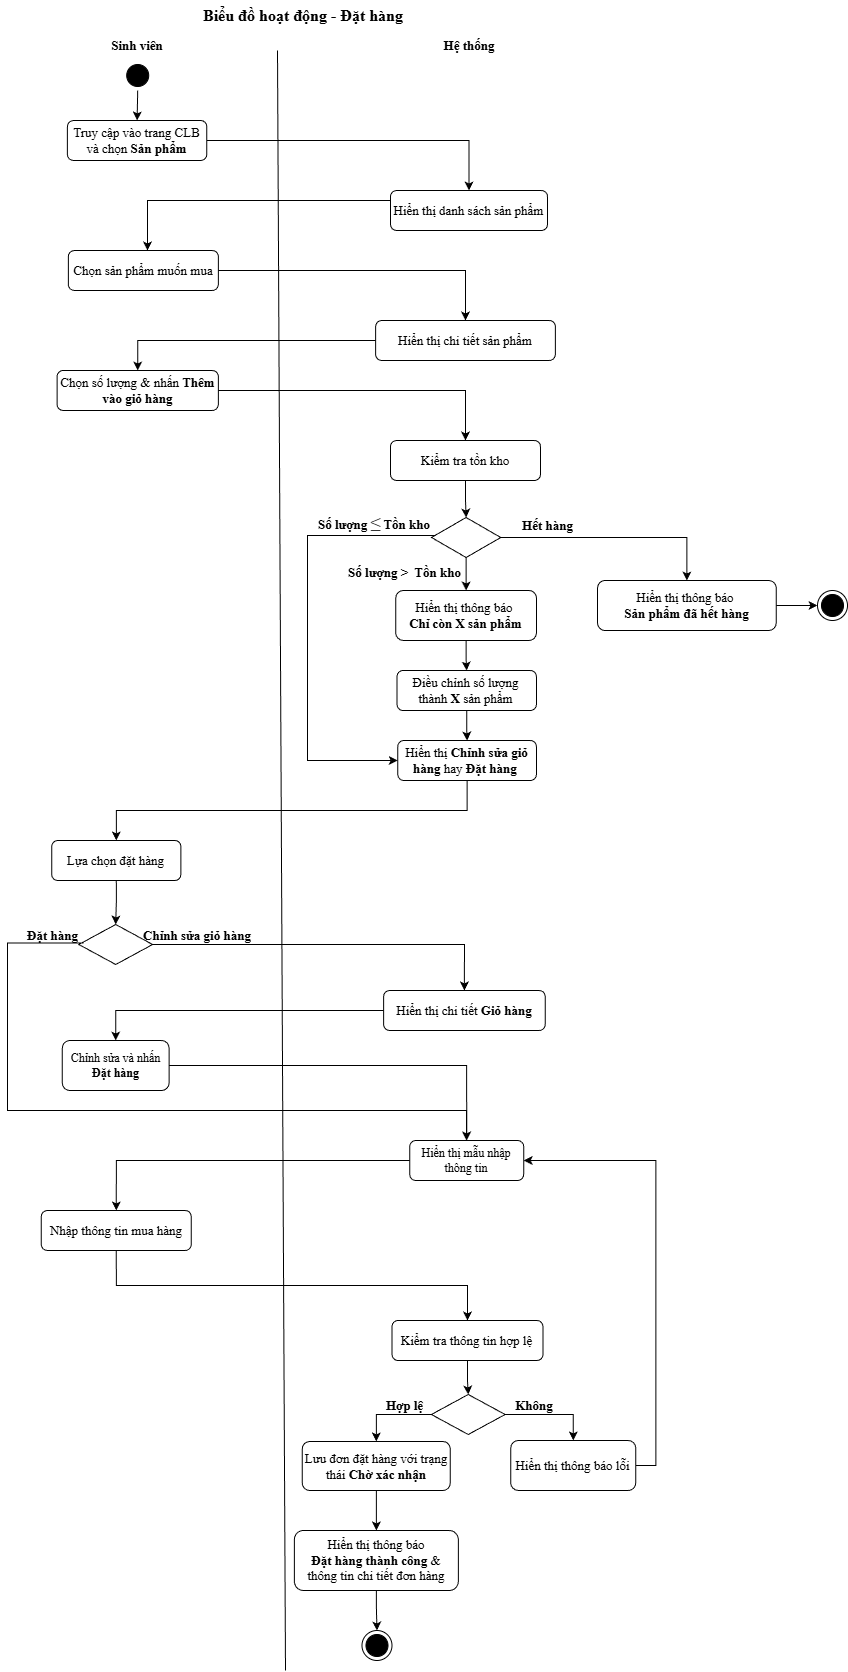 Biểu đồ hoạt động - Đặt hàng
Sinh viên
Hệ thống
Truy cập vào trang CLB
và chọn Sản phẩm
Hiển thị danh sách sản phẩm
Chọn sản phẩm muốn mua
Hiển thị chi tiết sản phẩm
Chọn số lượng & nhấn Thêm
vào giỏ hàng
Kiểm tra tồn kho
Số lượng ≤ Tồn kho
Hết hàng
Số lượng > Tồn kho
Hiển thị thông báo
Chỉ còn X sản phẩm
Hiển thị thông báo
Sản phẩm đã hết hàng
Điều chỉnh số lượng
thành X sản phẩm
Hiển thị Chỉnh sửa giỏ
hàng hay Đặt hàng
Lựa chọn đặt hàng
Đặt hàng
Chỉnh sửa giỏ hàng
Hiển thị chi tiết Giỏ hàng
Chỉnh sửa và nhấn
Đặt hàng
Hiển thị mẫu nhập
thông tin
Nhập thông tin mua hàng
Kiểm tra thông tin hợp lệ
Hợp lệ
Không
Lưu đơn đặt hàng với trạng
thái Chờ xác nhận
Hiển thị thông báo lỗi
Hiển thị thông báo
Đặt hàng thành công &
thông tin chi tiết đơn hàng